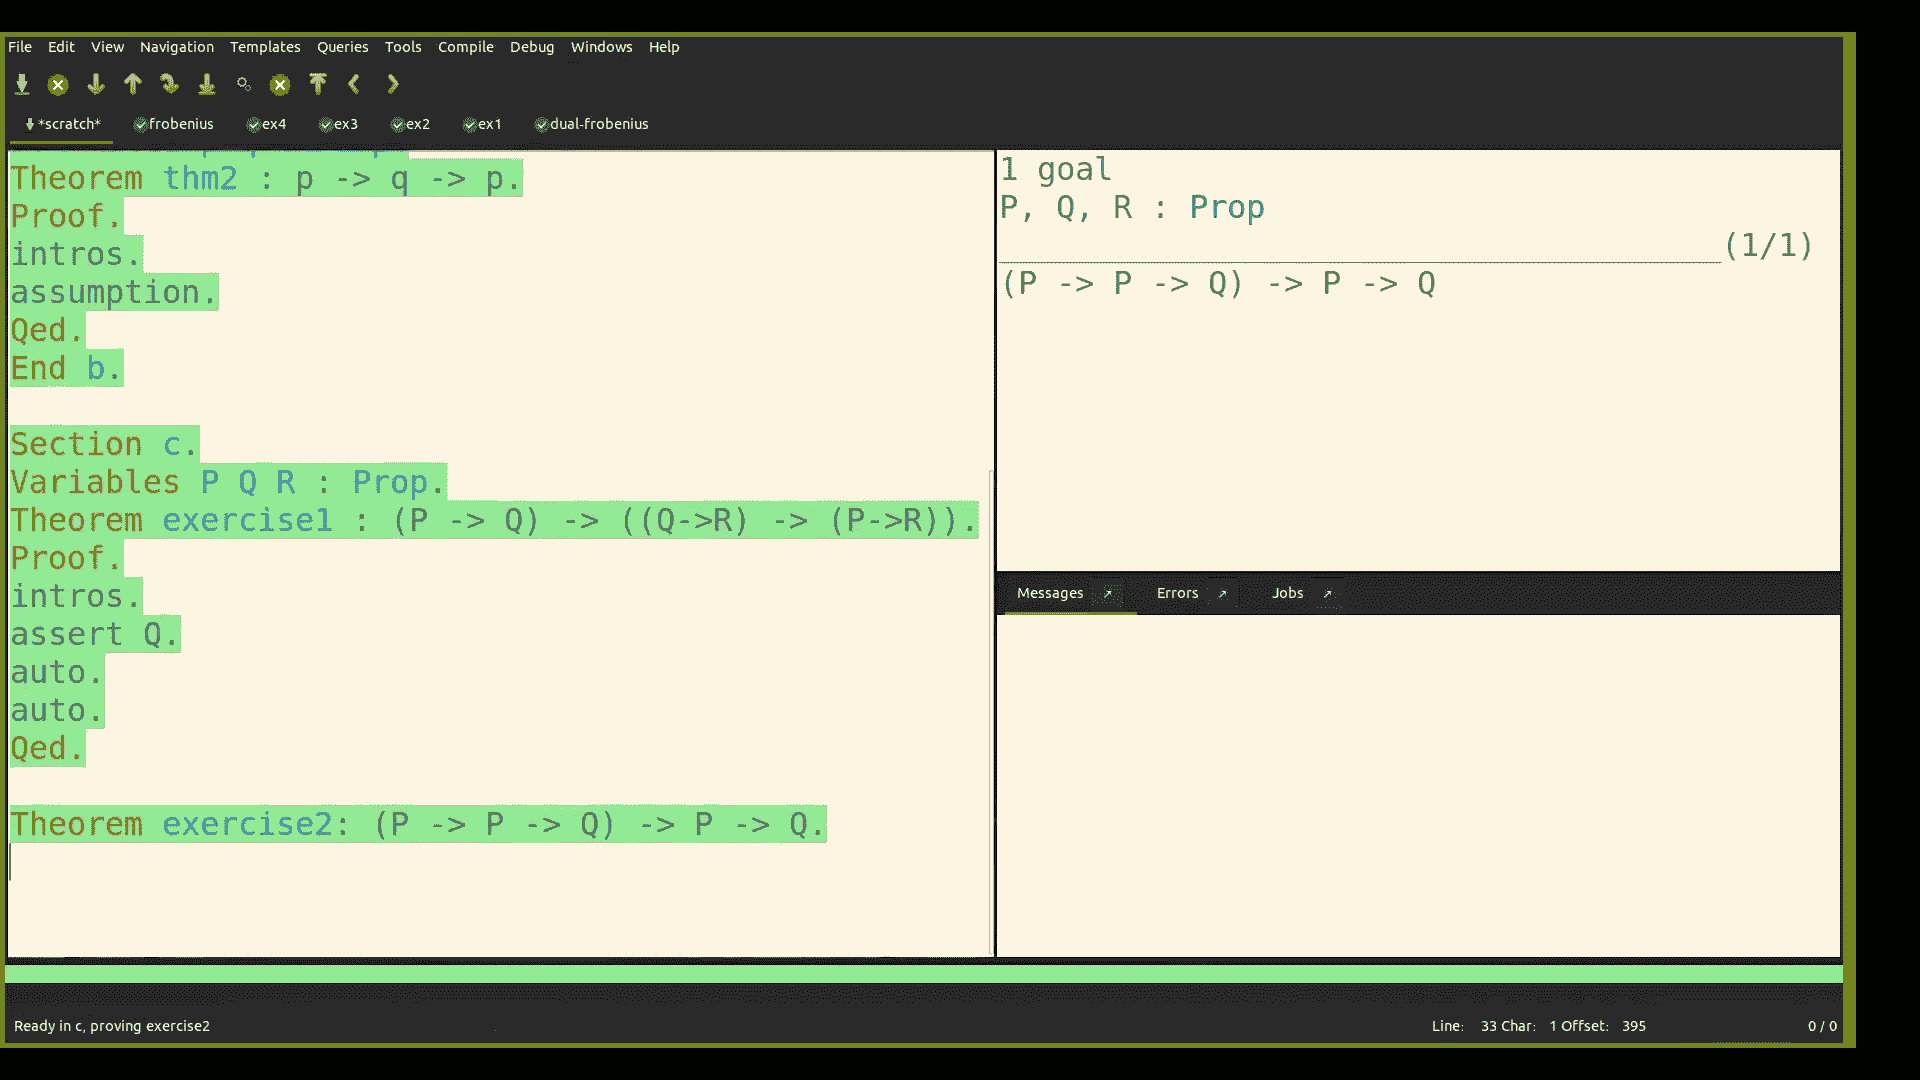 File Edit View Navigation Templates Queries Tools Compile Debug Windows Help
*scratch* frobenius ex4 ex3 ex2 ex1 dual-frobenius
Theorem thm2 : p -> q -> p.
Proof.
intros.
assumption.
Qed.
End b.
Section c.
Variables P Q R : Prop.
Theorem exercise1 : (P -> Q) -> ((Q->R) -> (P->R)).
Proof.
intros.
assert Q.
auto.
auto.
Qed.
Theorem exercise2: (P -> P -> Q) -> P -> Q.
1 goal
P, Q, R : Prop
(1/1)
(P -> P -> Q) -> P -> Q
Messages Errors Jobs
Ready in c, proving exercise2
Line: 33 Char: 1 Offset: 395
0 / 0